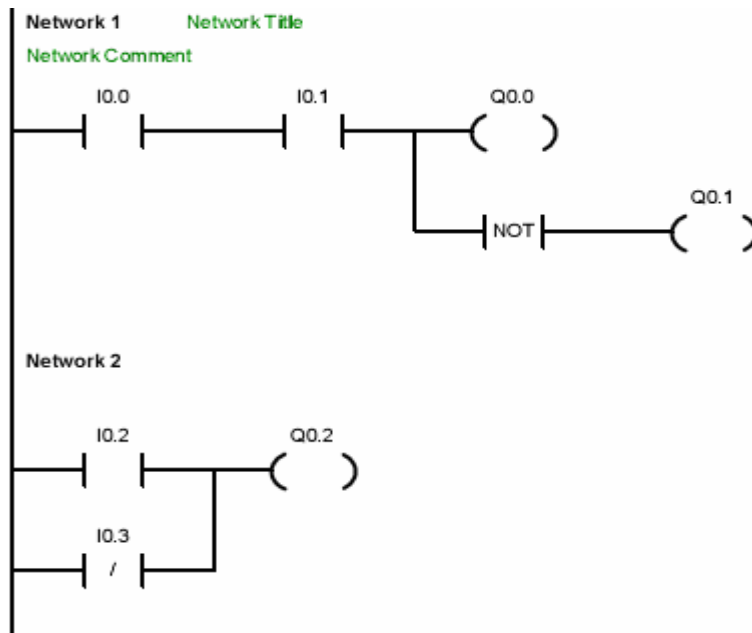 Network 1 Network Title
Network Comment
I0.0 I0.1 Q0.0
Q0.1
NOT
Network 2
I0.2 Q0.2
I0.3
/